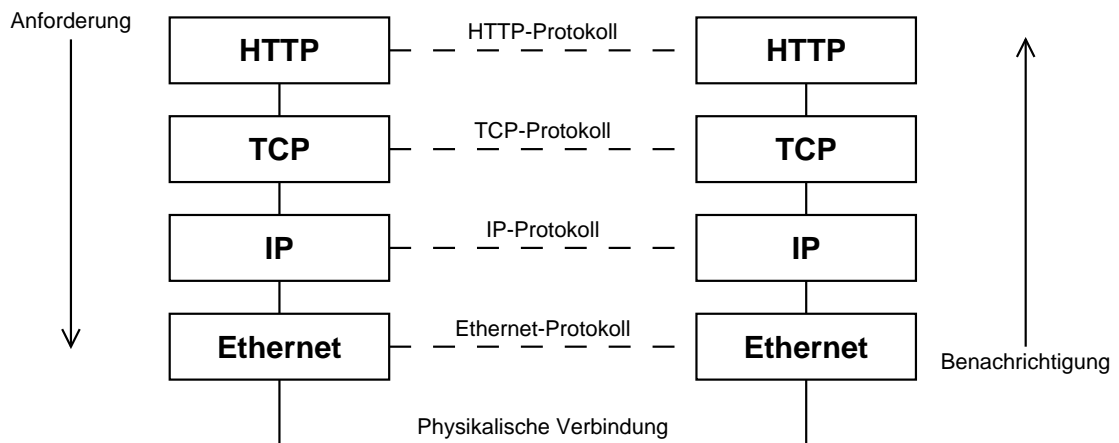 Anforderung
HTTP
HTTP-Protokoll
HTTP
TCP
TCP-Protokoll
TCP
IP
IP-Protokoll
IP
Ethernet
Ethernet-Protokoll
Ethernet
Benachrichtigung
Physikalische Verbindung